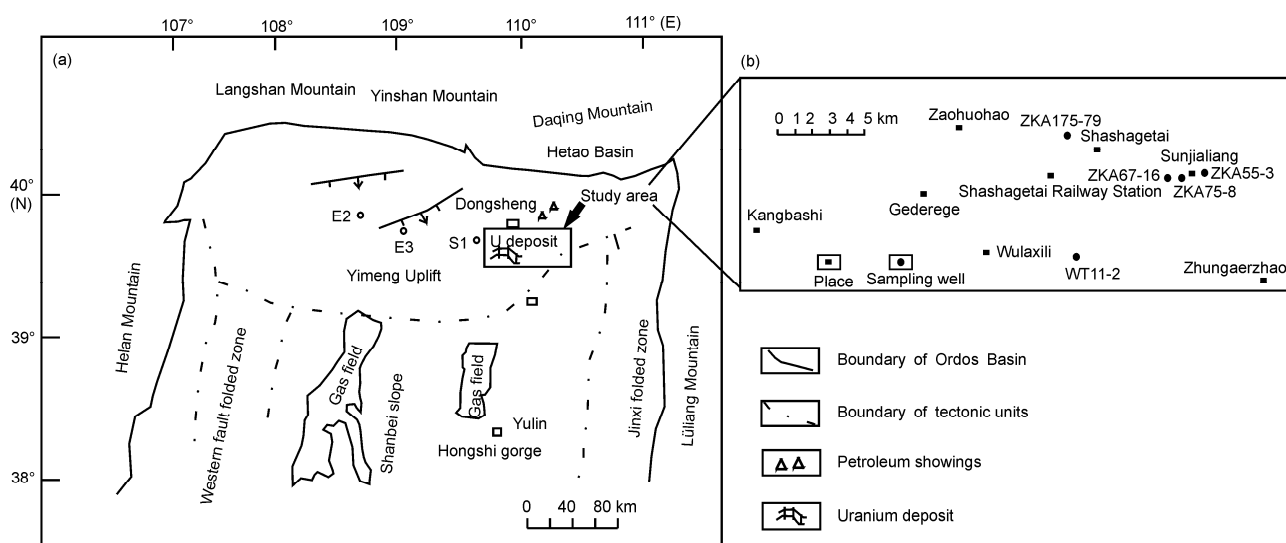 107°
108°
109°
110°
111° (E)
(a)
Langshan Mountain
Yinshan Mountain
Daqing Mountain
Hetao Basin
40°
(N)
Study area
Dongsheng
E2
E3
S1
U deposit
Yimeng Uplift
Helan Mountain
39°
Western fault folded zone
Gas field
Shanbei slope
Gas field
Jinxi folded zone
Lüliang Mountain
Yulin
Hongshi gorge
38°
0 40 80 km
(b)
0 1 2 3 4 5 km
Zaohuohao
ZKA175-79
Shashagetai
Sunjialiang
ZKA67-16
ZKA55-3
Shashagetai Railway Station
ZKA75-8
Gederege
Kangbashi
Wulaxili
WT11-2
Zhungaerzhao
Place
Sampling well
Boundary of Ordos Basin
Boundary of tectonic units
Petroleum showings
Uranium deposit